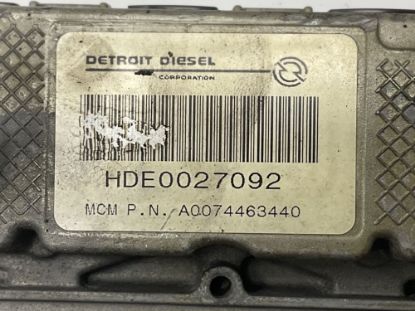 DETROIT DIESEL
CORPORATION
HDE0027092
MCM P.N. A0074463440